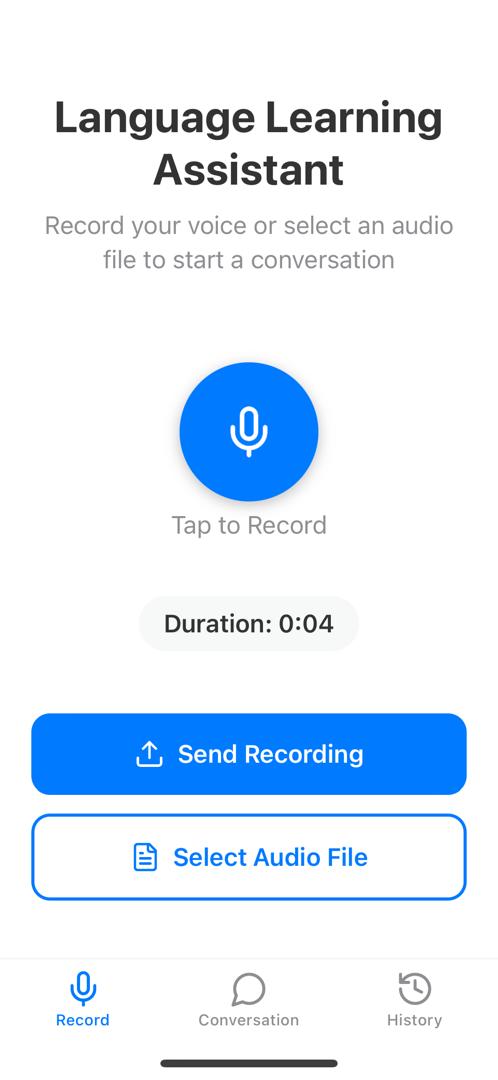 Language Learning
Assistant
Record your voice or select an audio
file to start a conversation
Tap to Record
Duration: 0:04
Send Recording
Select Audio File
Record
Conversation
History